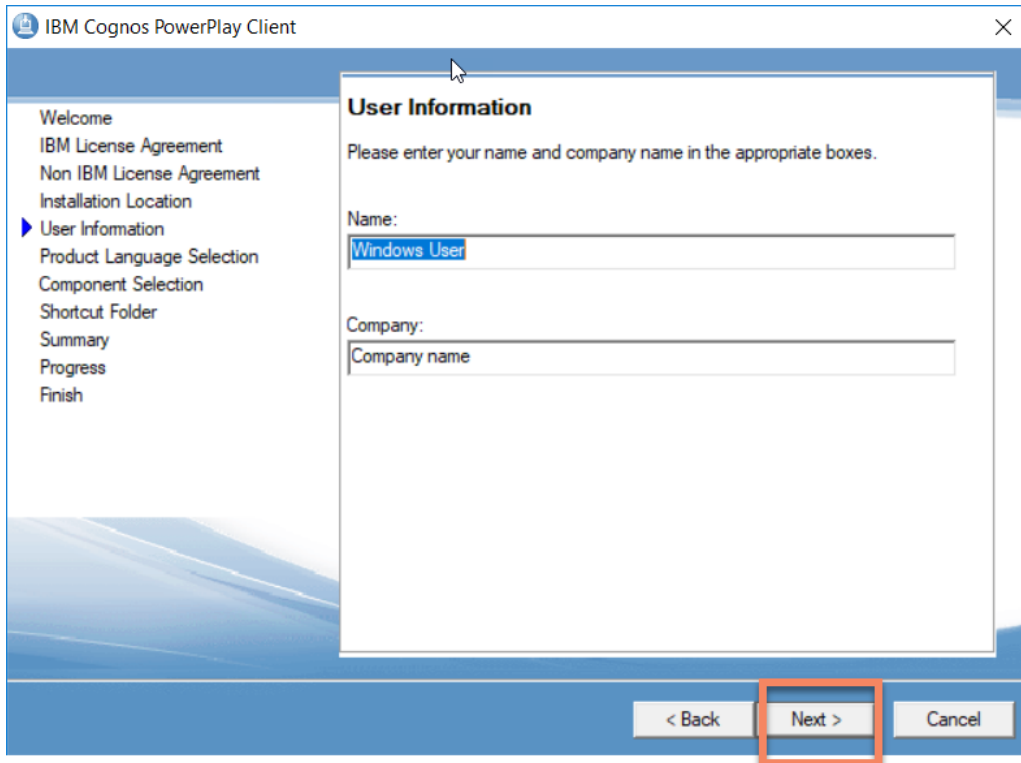 IBM Cognos PowerPlay Client
Welcome
IBM License Agreement
Non IBM License Agreement
Installation Location
User Information
Product Language Selection
Component Selection
Shortcut Folder
Summary
Progress
Finish
User Information
Please enter your name and company name in the appropriate boxes.
Name:
Windows User
Company:
Company name
< Back
Next >
Cancel